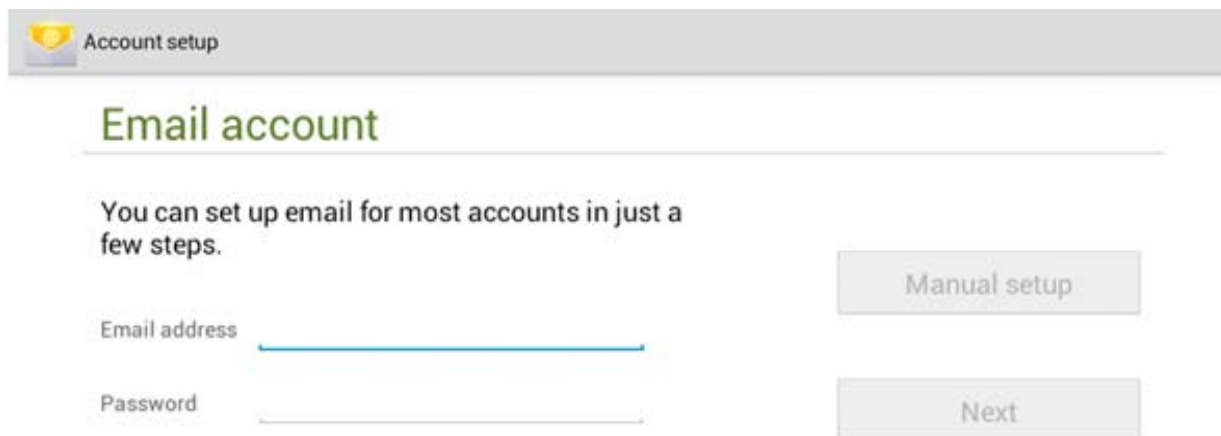 Account setup
Email account
You can set up email for most accounts in just a
few steps.
Manual setup
Email address
Password
Next